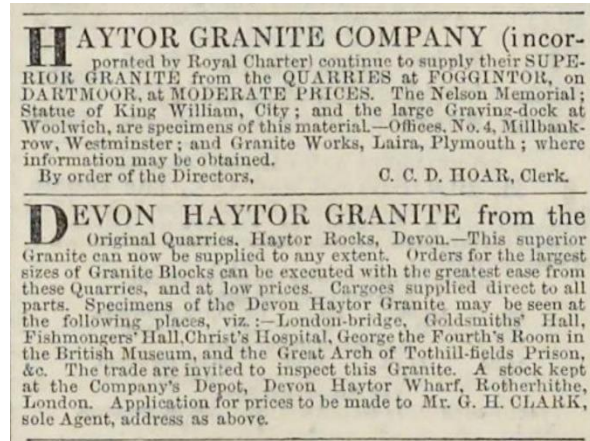 HAYTOR GRANITE COMPANY (incor-
porated by Royal Charter) continue to supply their SUPE-
RIOR GRANITE from the QUARRIES at FOGGINTOR, on
DARTMOOR, at MODERATE PRICES. The Nelson Memorial;
Statue of King William, City; and the large Graving-dock at
Woolwich, are specimens of this material.—Offices, No. 4, Millbank-
row, Westminster; and Granite Works, Laira, Plymouth; where
information may be obtained.
By order of the Directors, C. C. D. HOAR, Clerk.
DEVON HAYTOR GRANITE from the
Original Quarries, Haytor Rocks, Devon.—This superior
Granite can now be supplied to any extent. Orders for the largest
sizes of Granite Blocks can be executed with the greatest ease from
these Quarries, and at low prices. Cargoes supplied direct to all
parts. Specimens of the Devon Haytor Granite may be seen at
the following places, viz.:—London-bridge, Goldsmiths' Hall,
Fishmongers' Hall, Christ's Hospital, George the Fourth's Room in
the British Museum, and the Great Arch of Tothill-fields Prison,
&c. The trade are invited to inspect this Granite. A stock kept
at the Company's Depot, Devon Haytor Wharf, Rotherhithe,
London. Application for prices to be made to Mr. G. H. CLARK,
sole Agent, address as above.